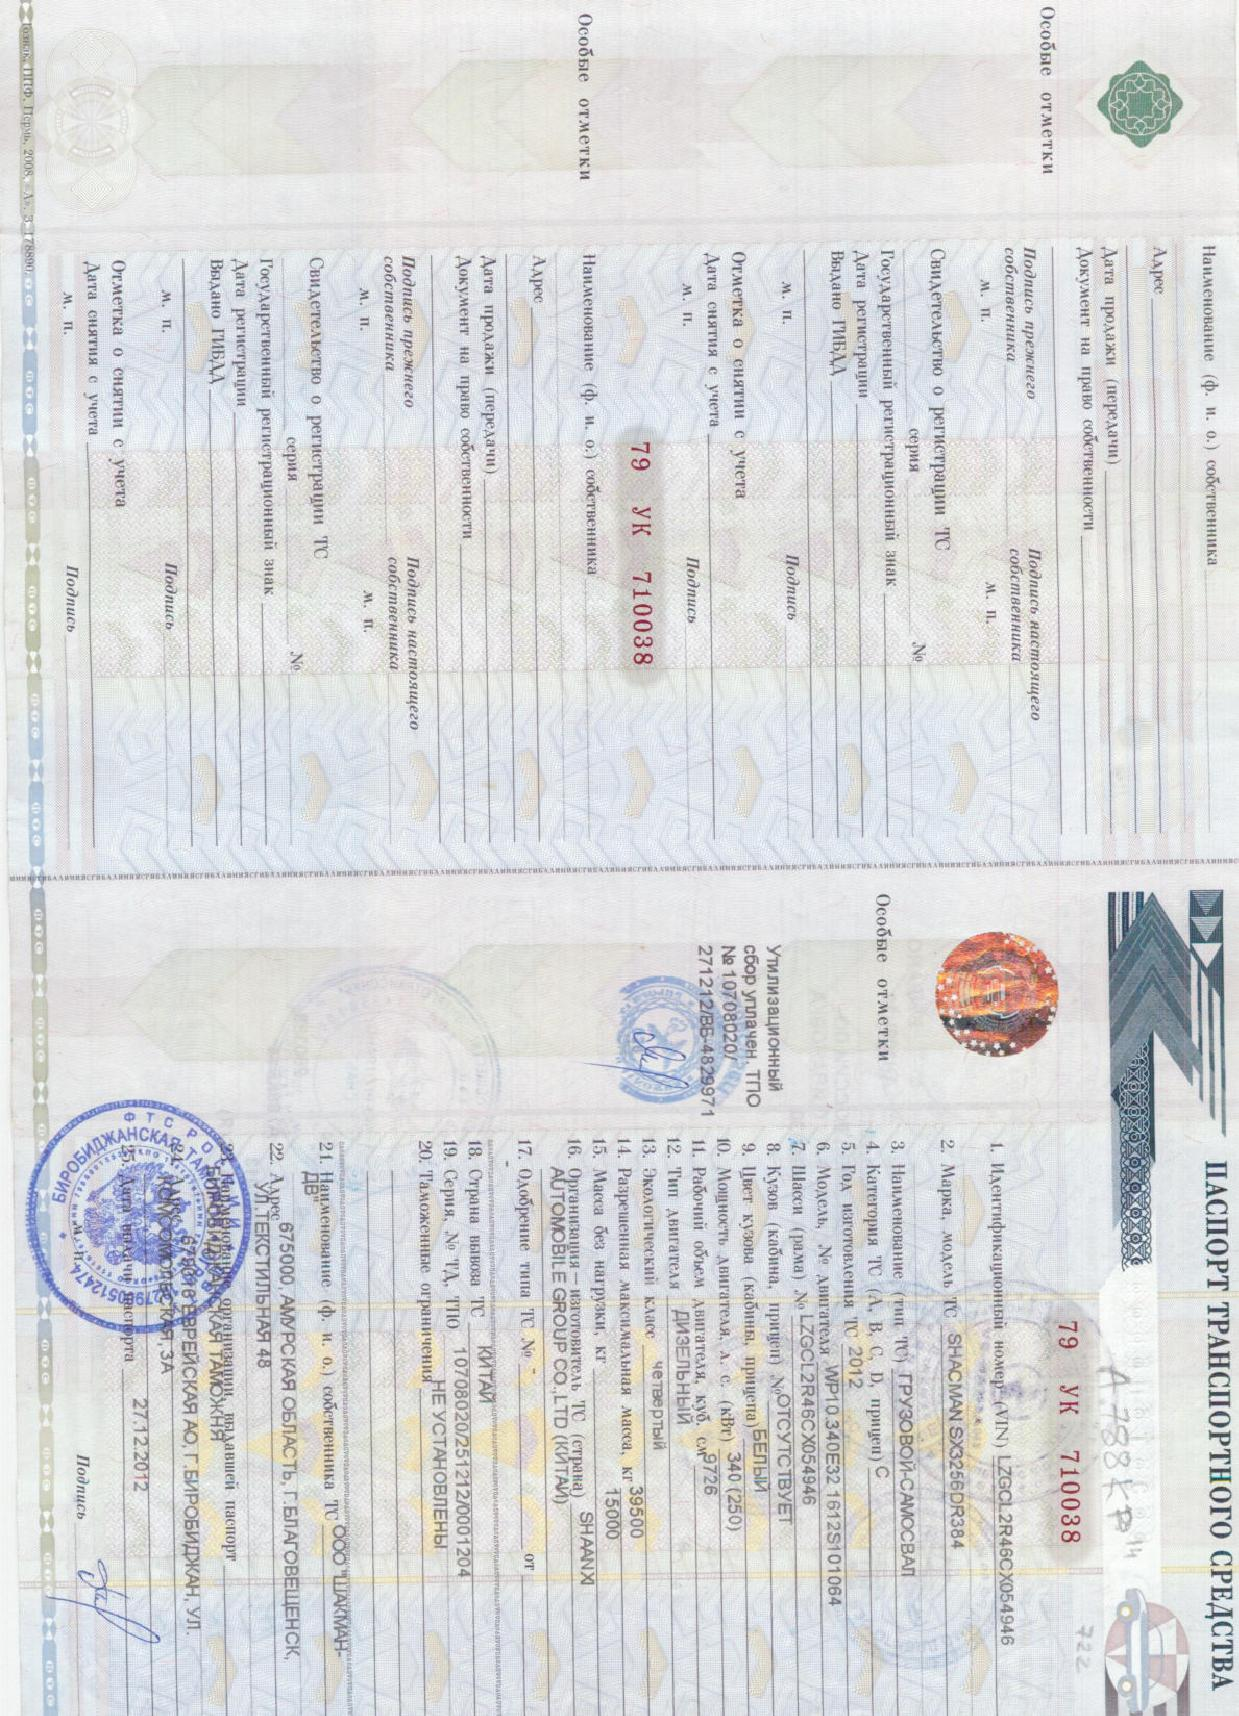 ПАСПОРТ ТРАНСПОРТНОГО СРЕДСТВА
79 УК 710038
722
1. Идентификационный номер (VIN) LZGCL2R46CX054946
2. Марка, модель ТС SHACMAN SX3256DR384
3. Наименование (тип ТС) ГРУЗОВОЙ-САМОСВАЛ
4. Категория ТС (A, B, C, D, прицеп) C
5. Год изготовления ТС 2012
6. Модель, № двигателя WP10.340E32 1612S101064
7. Шасси (рама) № LZGCL2R46CX054946
8. Кузов (кабина, прицеп) № ОТСУТСТВУЕТ
9. Цвет кузова (кабины, прицепа) БЕЛЫЙ
10. Мощность двигателя, л. с. (кВт) 340 (250)
11. Рабочий объем двигателя, куб. см 9726
12. Тип двигателя ДИЗЕЛЬНЫЙ
13. Экологический класс четвертый
14. Разрешенная максимальная масса, кг 39500
15. Масса без нагрузки, кг 15000
16. Организация – изготовитель ТС (страна) SHAANXI
AUTOMOBILE GROUP CO.,LTD (КИТАЙ)
17. Одобрение типа ТС № - от
-
18. Страна вывоза ТС КИТАЙ
19. Серия, № ТД, ТПО 10708020/251212/0001204
20. Таможенные ограничения НЕ УСТАНОВЛЕНЫ
21. Наименование (ф. и. о.) собственника ТС ООО "ШАКМАН-
ДВ"
22. Адрес 675000, АМУРСКАЯ ОБЛАСТЬ, Г.БЛАГОВЕЩЕНСК,
УЛ.ТЕКСТИЛЬНАЯ 48
23. Наименование организации, выдавшей паспорт
БИРОБИДЖАНСКАЯ ТАМОЖНЯ
24. Адрес 679016 ЕВРЕЙСКАЯ АО, Г.БИРОБИДЖАН, УЛ.
КОМСОМОЛЬСКАЯ, 3А
25. Дата выдачи паспорта 27.12.2012
М. П.
Подпись
Особые отметки
Утилизационный
сбор уплачен, ТПО
№ 10708020/
271212/ВБ-4829971
ФТС РОССИИ
БИРОБИДЖАНСКАЯ ТАМОЖНЯ
Наименование (ф. и. о.) собственника
Адрес
Дата продажи (передачи)
Документ на право собственности
Подпись прежнего
собственника
Подпись настоящего
собственника
М. П.
М. П.
Свидетельство о регистрации ТС
серия №
Государственный регистрационный знак
Дата регистрации
Выдано ГИБДД
М. П. Подпись
Отметка о снятии с учета
Дата снятия с учета
М. П. Подпись
79 УК 710038
Наименование (ф. и. о.) собственника
Адрес
Дата продажи (передачи)
Документ на право собственности
Подпись прежнего
собственника
Подпись настоящего
собственника
М. П.
М. П.
Свидетельство о регистрации ТС
серия №
Государственный регистрационный знак
Дата регистрации
Выдано ГИБДД
М. П. Подпись
Отметка о снятии с учета
Дата снятия с учета
М. П. Подпись
Особые отметки
Особые отметки
Гознак, ППФ, Пермь, 2008, «А». З-178890.